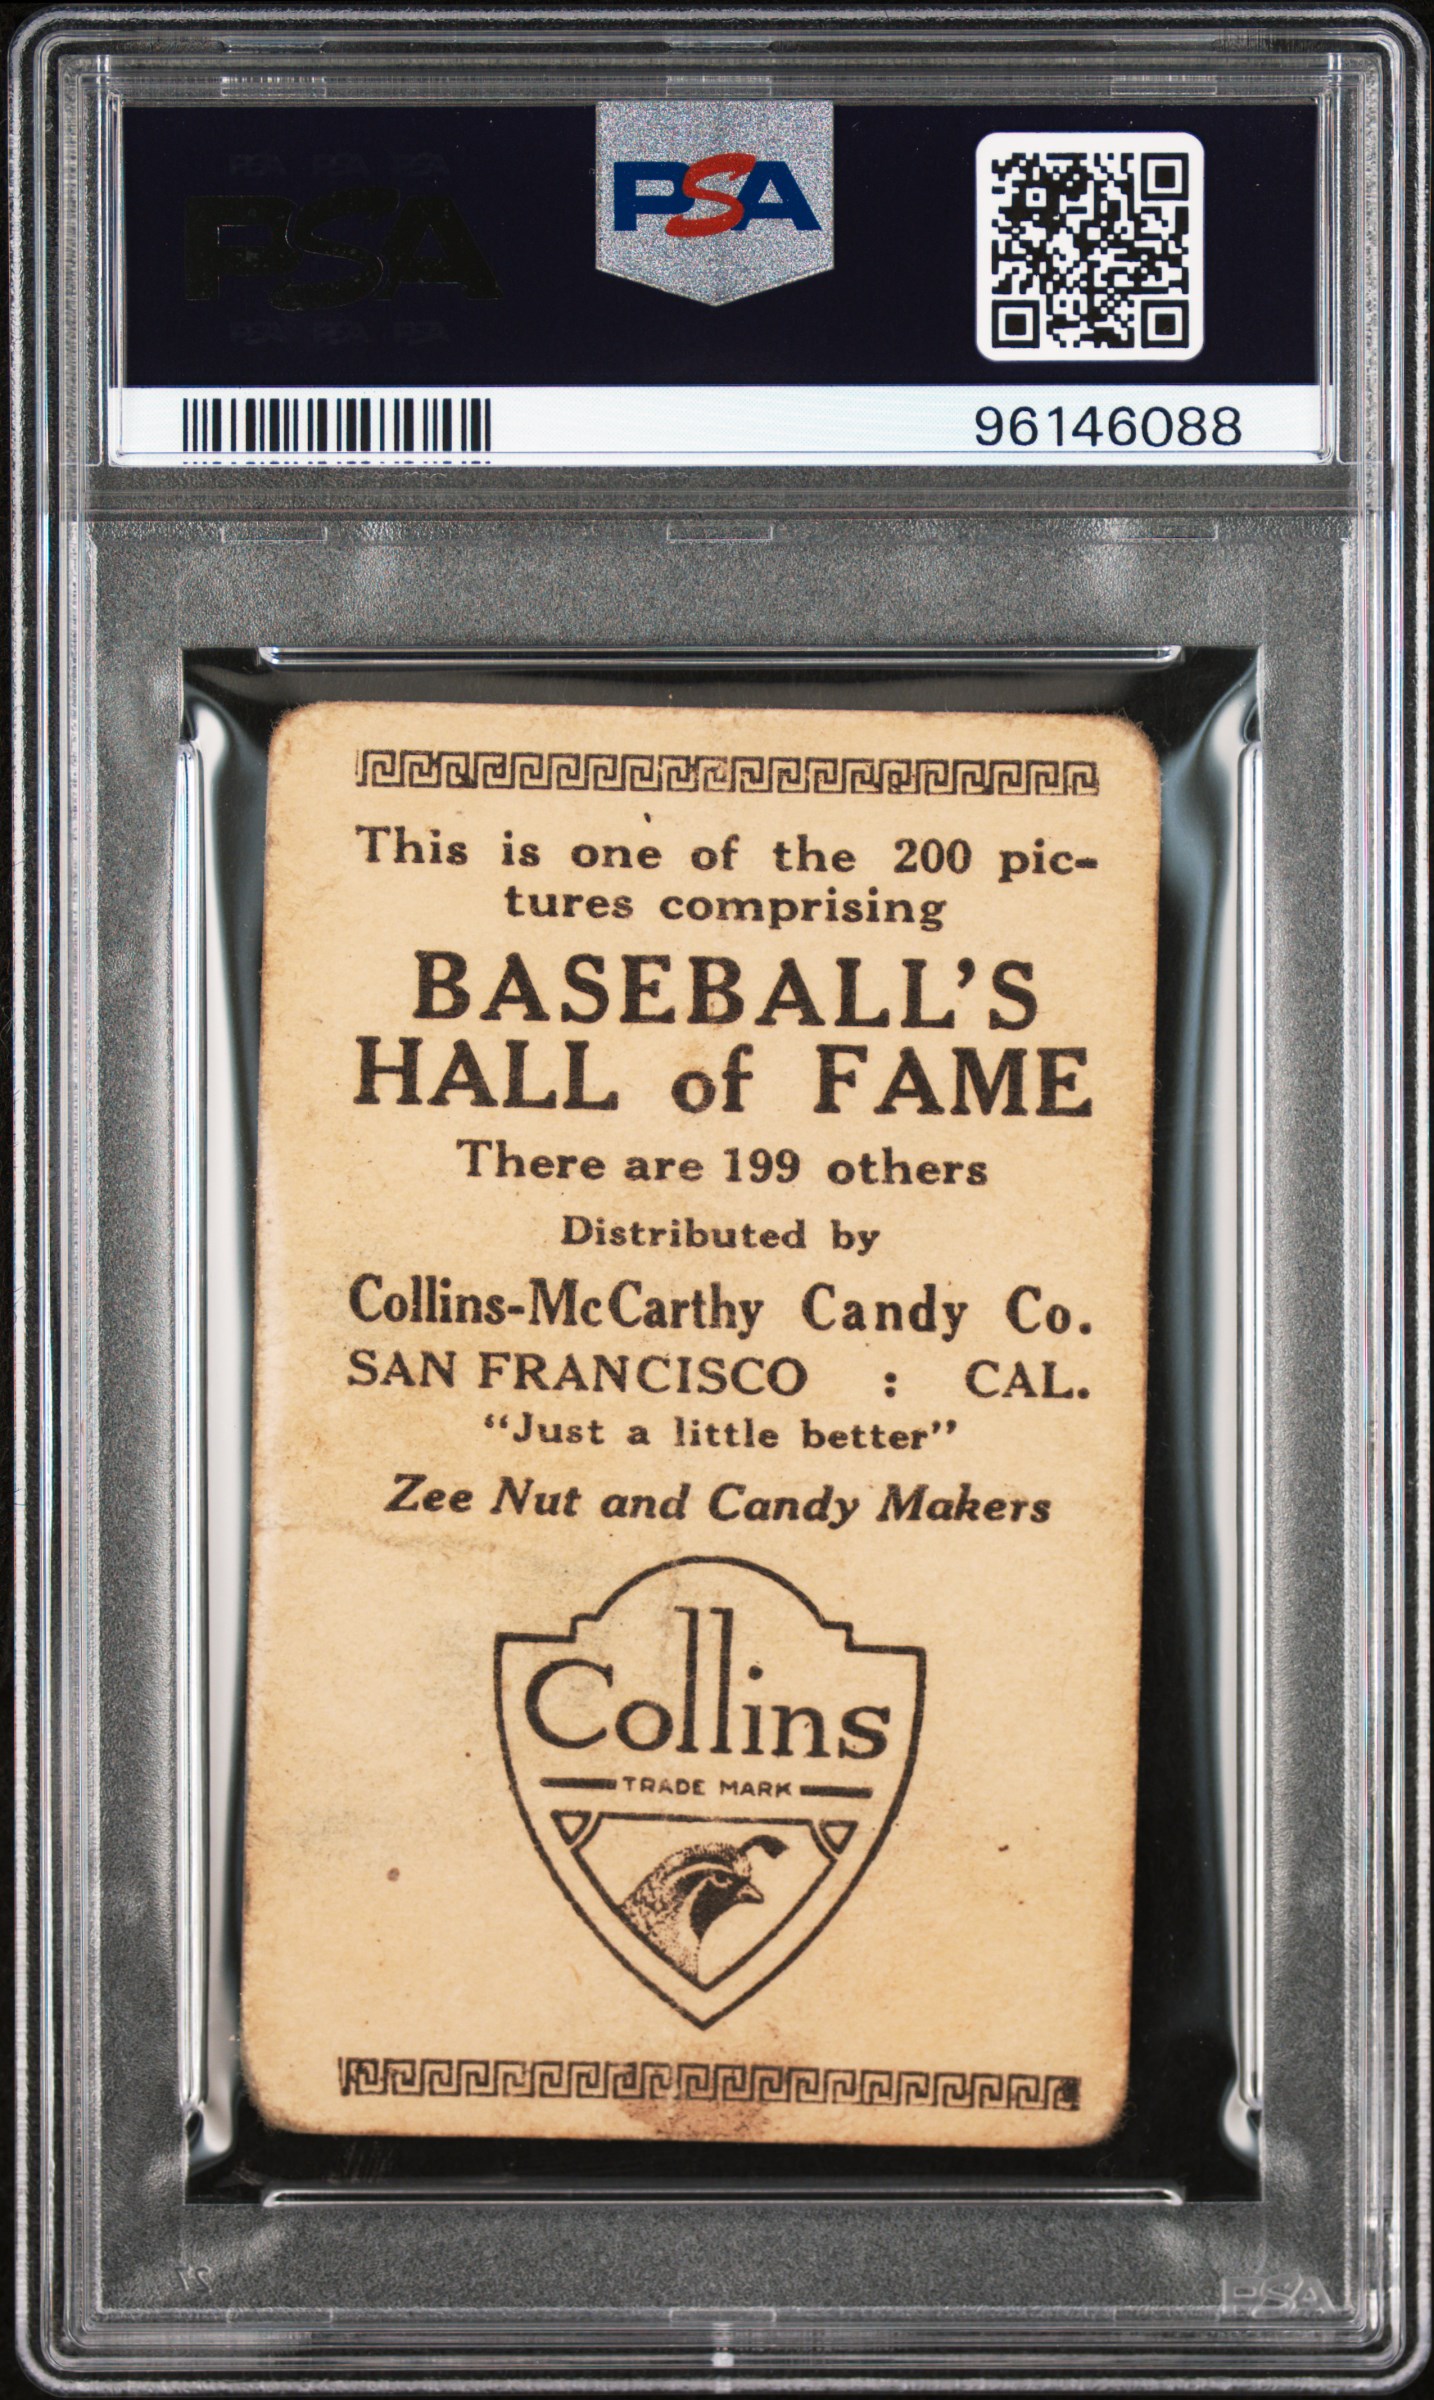 PSA
PSA
96146088
This is one of the 200 pic-
tures comprising
BASEBALL'S
HALL of FAME
There are 199 others
Distributed by
Collins-McCarthy Candy Co.
SAN FRANCISCO : CAL.
"Just a little better"
Zee Nut and Candy Makers
Collins
TRADE MARK
PSA